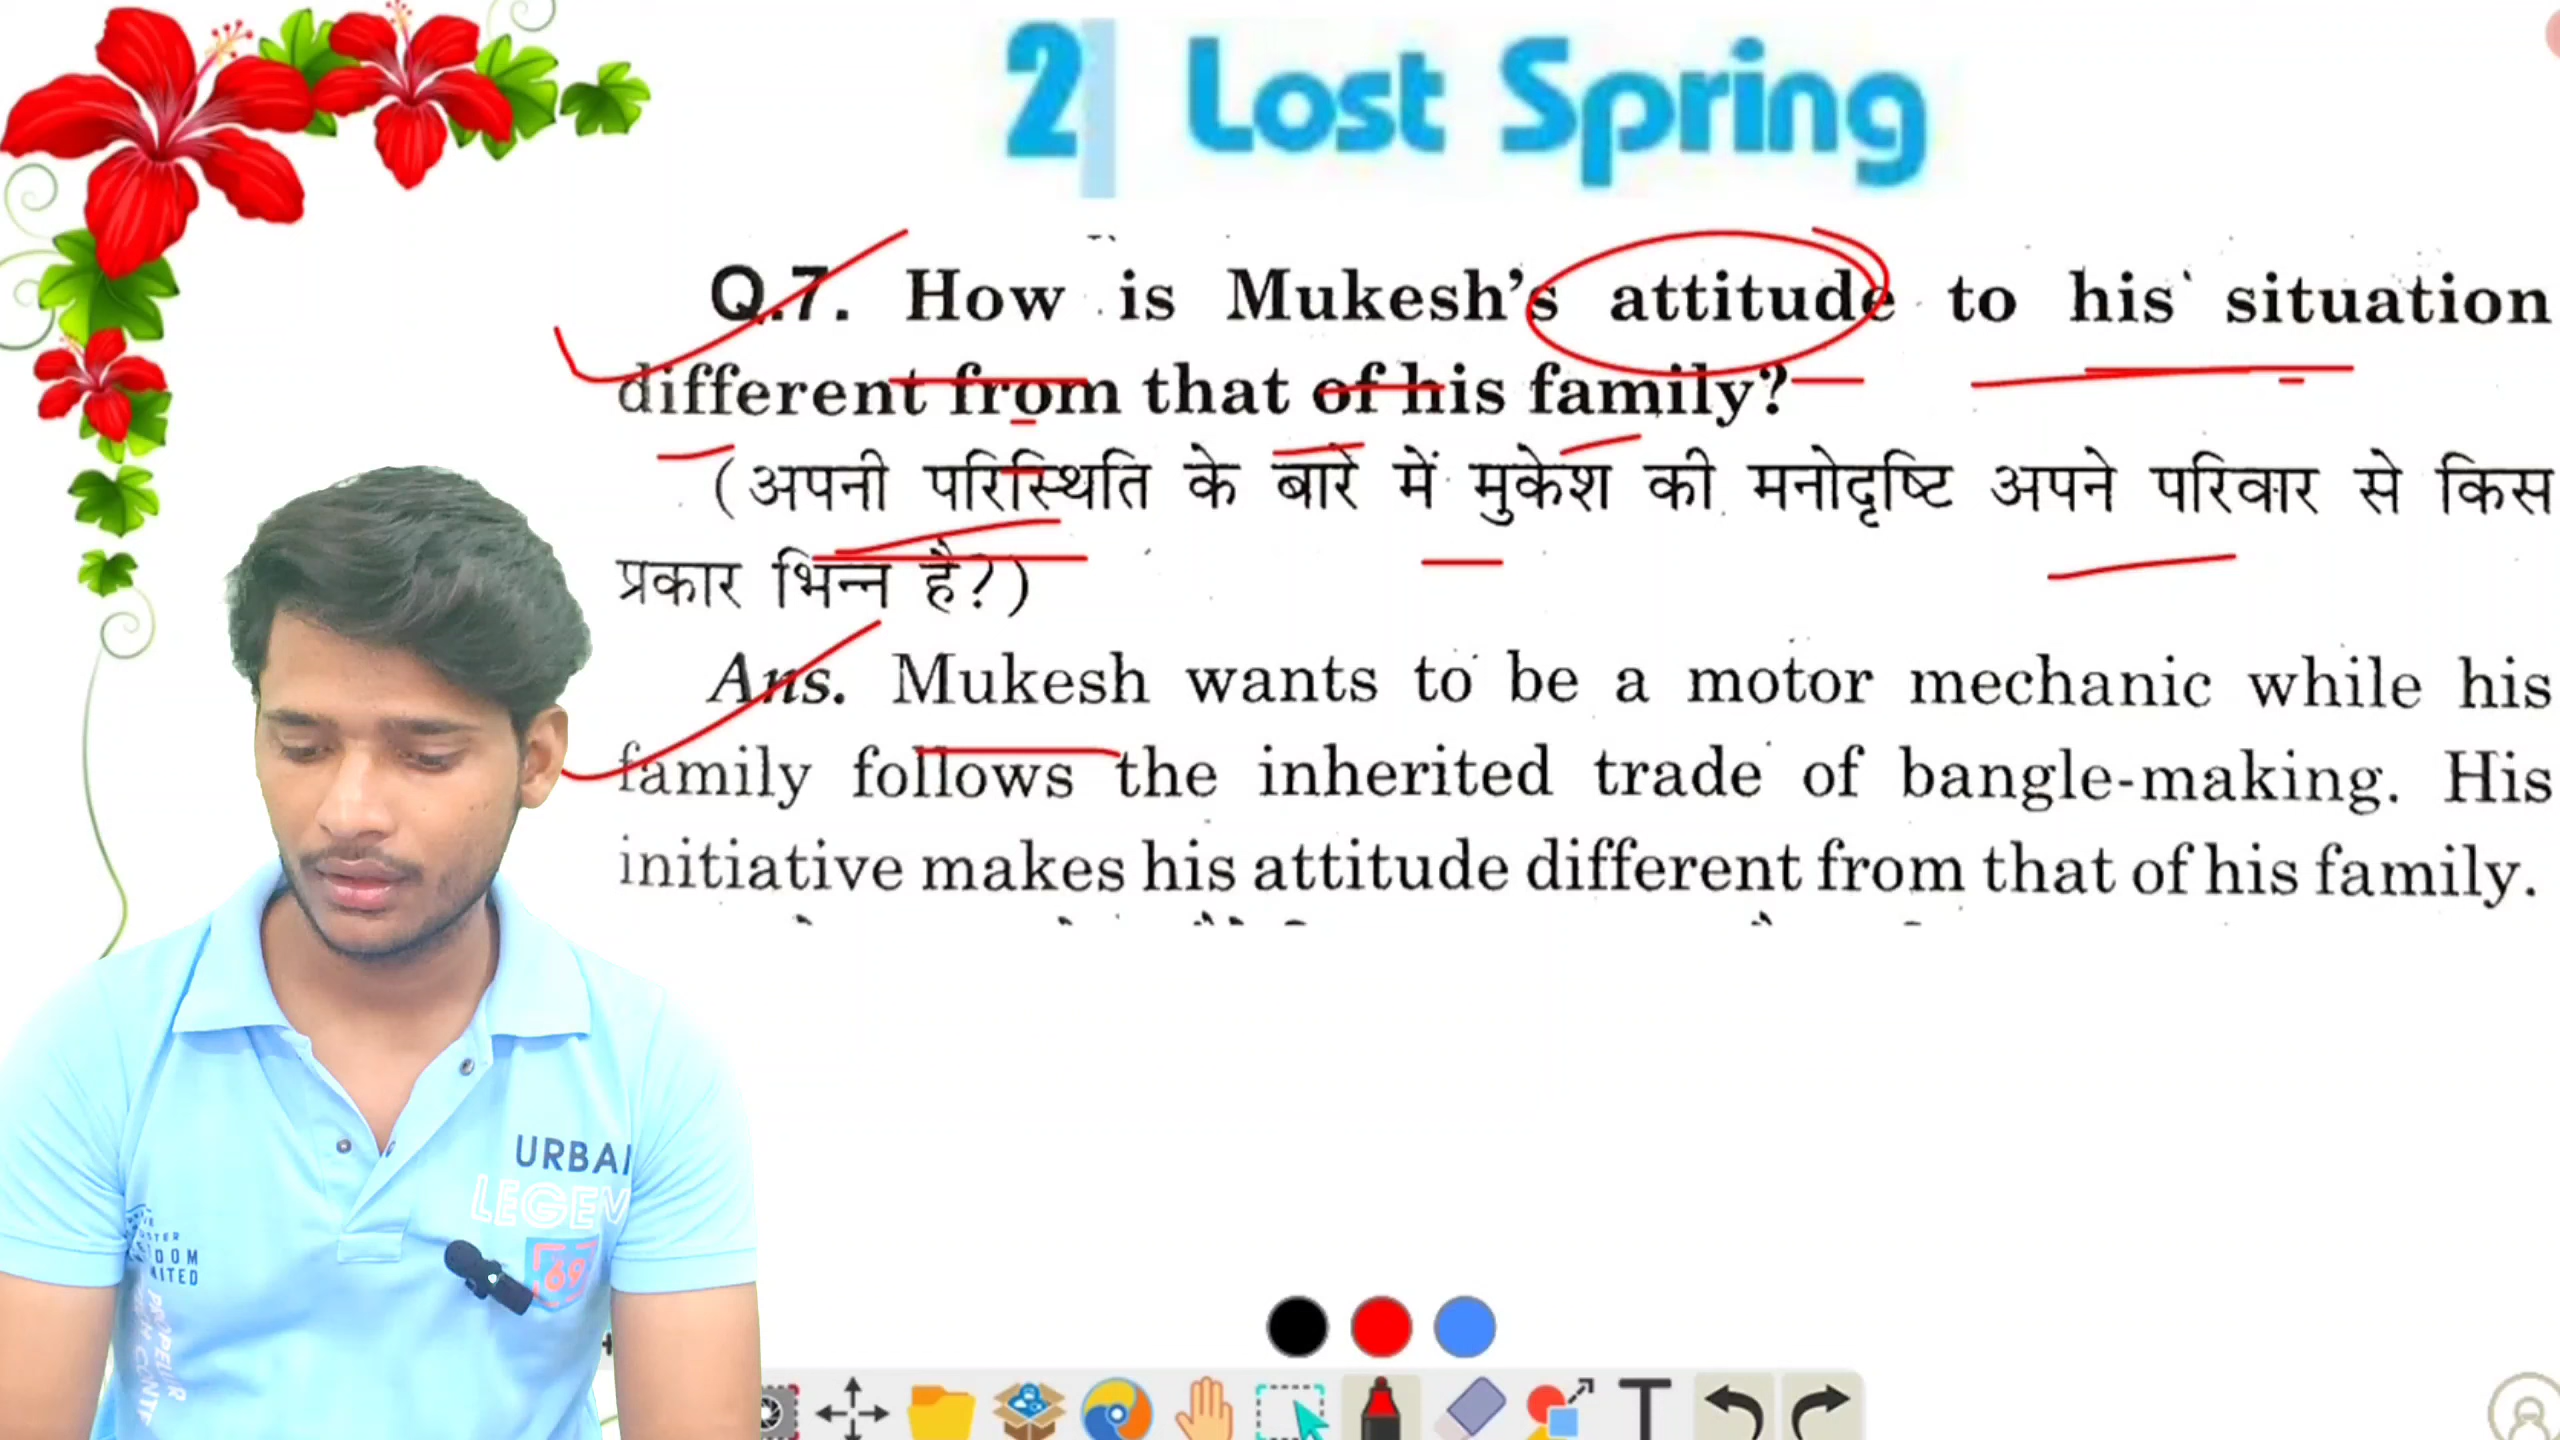 2 Lost Spring
Q.7. How is Mukesh's attitude to his situation
different from that of his family?
(अपनी परिस्थिति के बारे में मुकेश की मनोदृष्टि अपने परिवार से किस
प्रकार भिन्न है?)
Ans. Mukesh wants to be a motor mechanic while his
family follows the inherited trade of bangle-making. His
initiative makes his attitude different from that of his family.
URBA
LEGEN
69